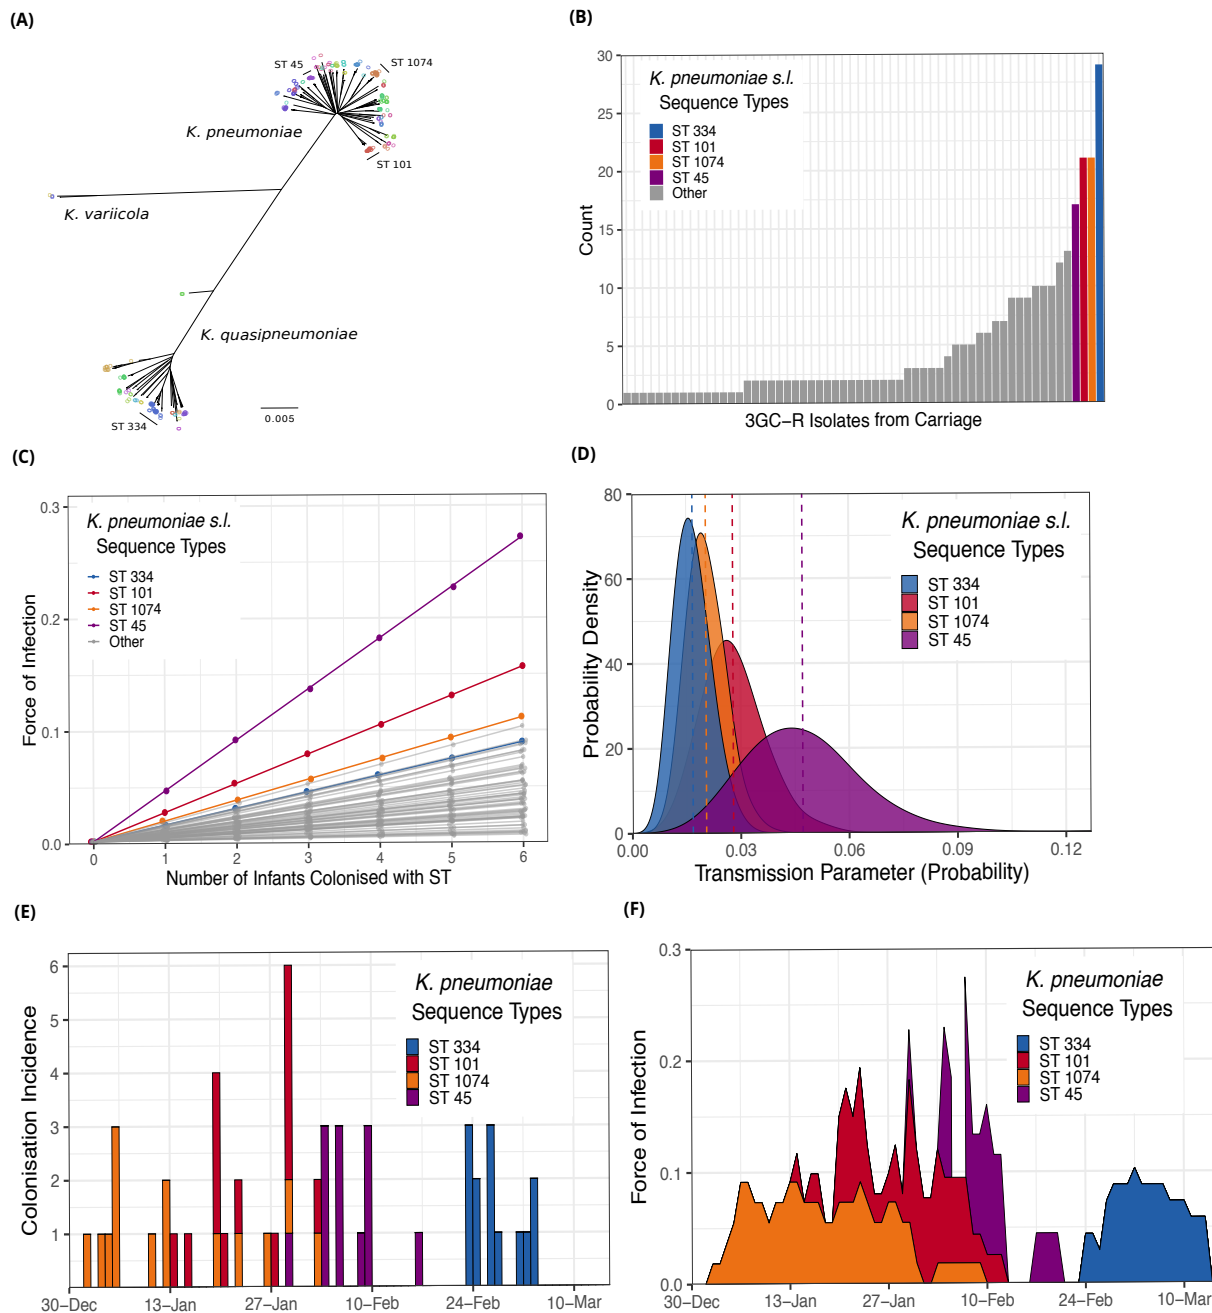 (A)
ST 45
ST 1074
K. pneumoniae
ST 101
K. variicola
K. quasipneumoniae
ST 334
0.005
(B)
30
25
20
15
10
5
0
Count
K. pneumoniae s.l.
Sequence Types
ST 334
ST 101
ST 1074
ST 45
Other
3GC−R Isolates from Carriage
(C)
0.3
0.2
0.1
0.0
Force of Infection
K. pneumoniae s.l.
Sequence Types
ST 334
ST 101
ST 1074
ST 45
Other
0 1 2 3 4 5 6
Number of Infants Colonised with ST
(D)
80
60
40
20
0
Probability Density
K. pneumoniae s.l.
Sequence Types
ST 334
ST 101
ST 1074
ST 45
0.00 0.03 0.06 0.09 0.12
Transmission Parameter (Probability)
(E)
6
5
4
3
2
1
Colonisation Incidence
K. pneumoniae
Sequence Types
ST 334
ST 101
ST 1074
ST 45
30−Dec 13−Jan 27−Jan 10−Feb 24−Feb 10−Mar
(F)
0.3
0.2
0.1
0.0
Force of Infection
K. pneumoniae
Sequence Types
ST 334
ST 101
ST 1074
ST 45
30−Dec 13−Jan 27−Jan 10−Feb 24−Feb 10−Mar